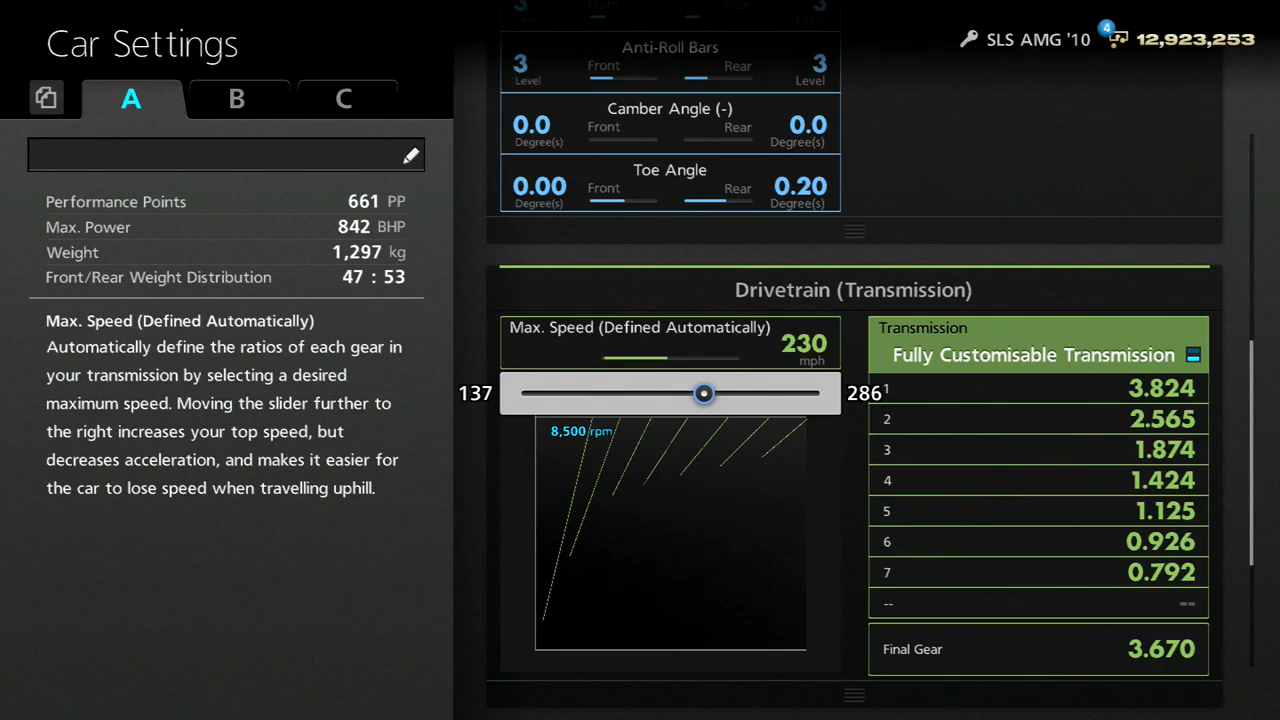 Car Settings
SLS AMG '10
4
12,923,253
A
B
C
Performance Points 661 PP
Max. Power 842 BHP
Weight 1,297 kg
Front/Rear Weight Distribution 47 : 53
Max. Speed (Defined Automatically)
Automatically define the ratios of each gear in
your transmission by selecting a desired
maximum speed. Moving the slider further to
the right increases your top speed, but
decreases acceleration, and makes it easier for
the car to lose speed when travelling uphill.
3 Front Rear 3
Level Level
Anti-Roll Bars
3 Front Rear 3
Level Level
Camber Angle (-)
0.0 Front Rear 0.0
Degree(s) Degree(s)
Toe Angle
0.00 Front Rear 0.20
Degree(s) Degree(s)
Drivetrain (Transmission)
Max. Speed (Defined Automatically)
230
mph
137 286
8,500 rpm
Transmission
Fully Customisable Transmission
1 3.824
2 2.565
3 1.874
4 1.424
5 1.125
6 0.926
7 0.792
-- --
Final Gear 3.670